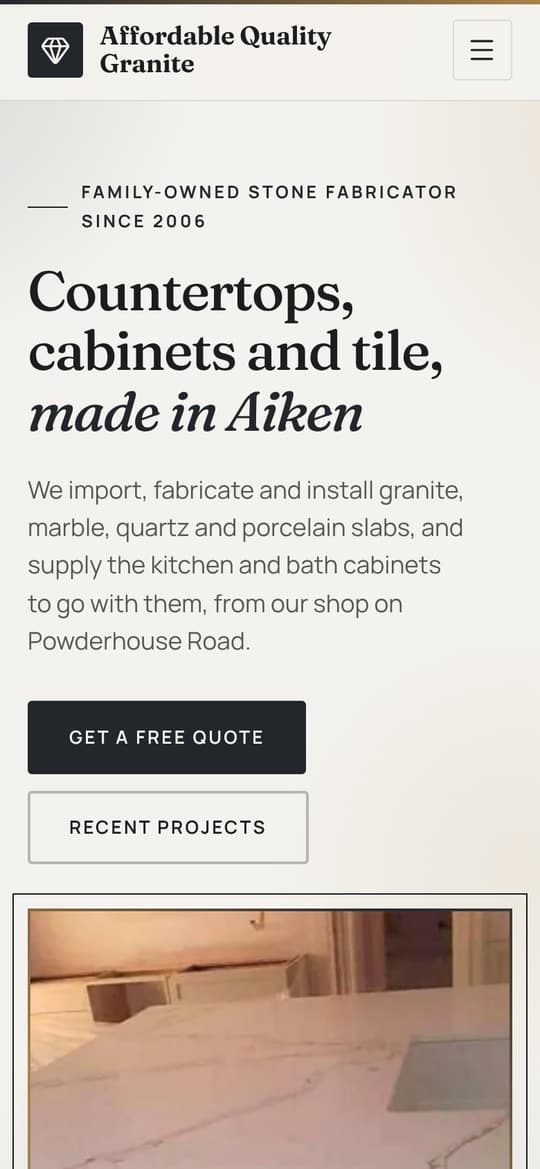 Affordable Quality
Granite
FAMILY-OWNED STONE FABRICATOR
SINCE 2006
Countertops,
cabinets and tile,
made in Aiken
We import, fabricate and install granite,
marble, quartz and porcelain slabs, and
supply the kitchen and bath cabinets
to go with them, from our shop on
Powderhouse Road.
GET A FREE QUOTE
RECENT PROJECTS